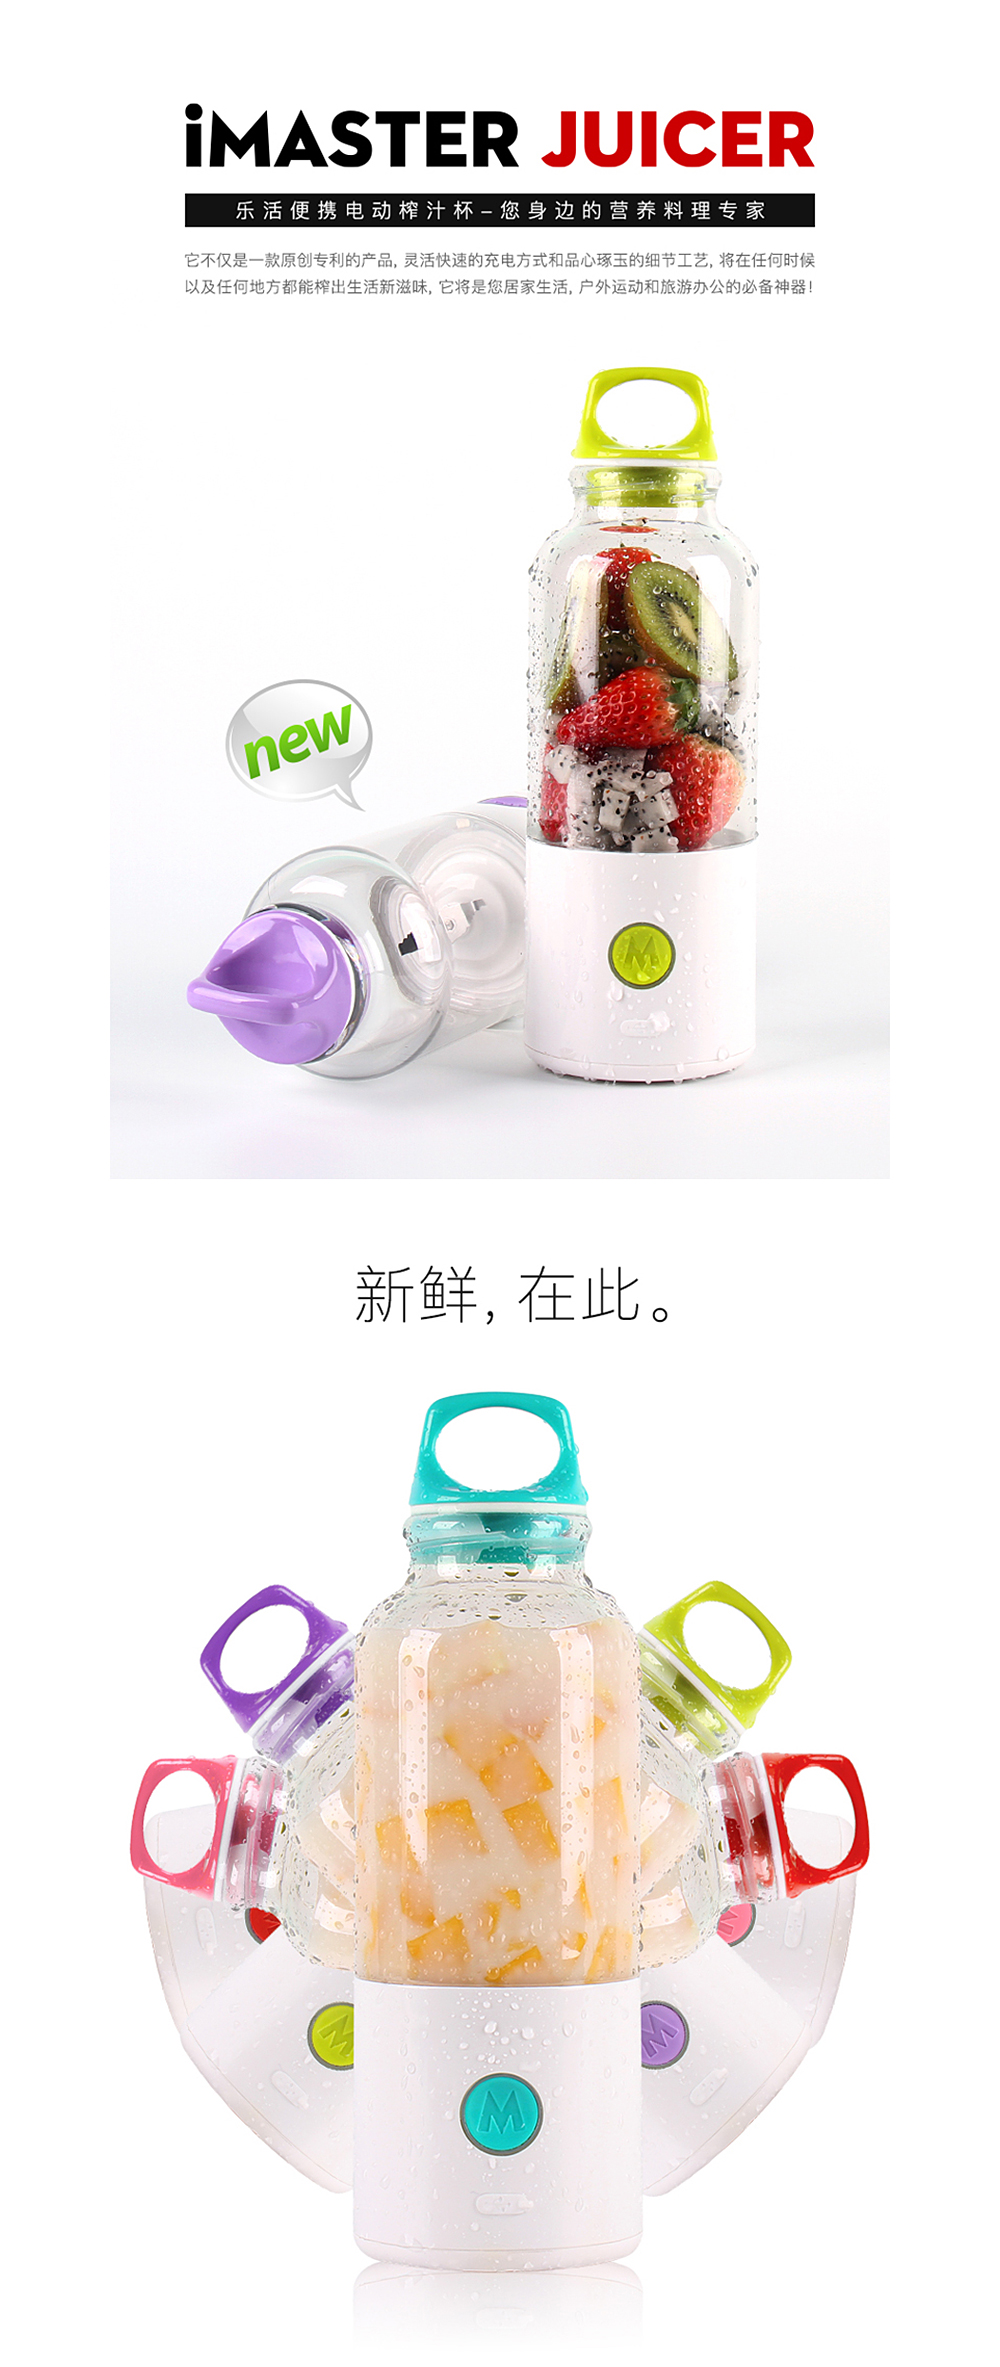 iMASTER JUICER
乐活便携电动榨汁杯–您身边的营养料理专家
它不仅是一款原创专利的产品, 灵活快速的充电方式和品心琢玉的细节工艺, 将在任何时候
以及任何地方都能榨出生活新滋味, 它将是您居家生活, 户外运动和旅游办公的必备神器!
new
M
新鲜, 在此。
M
M
M
M